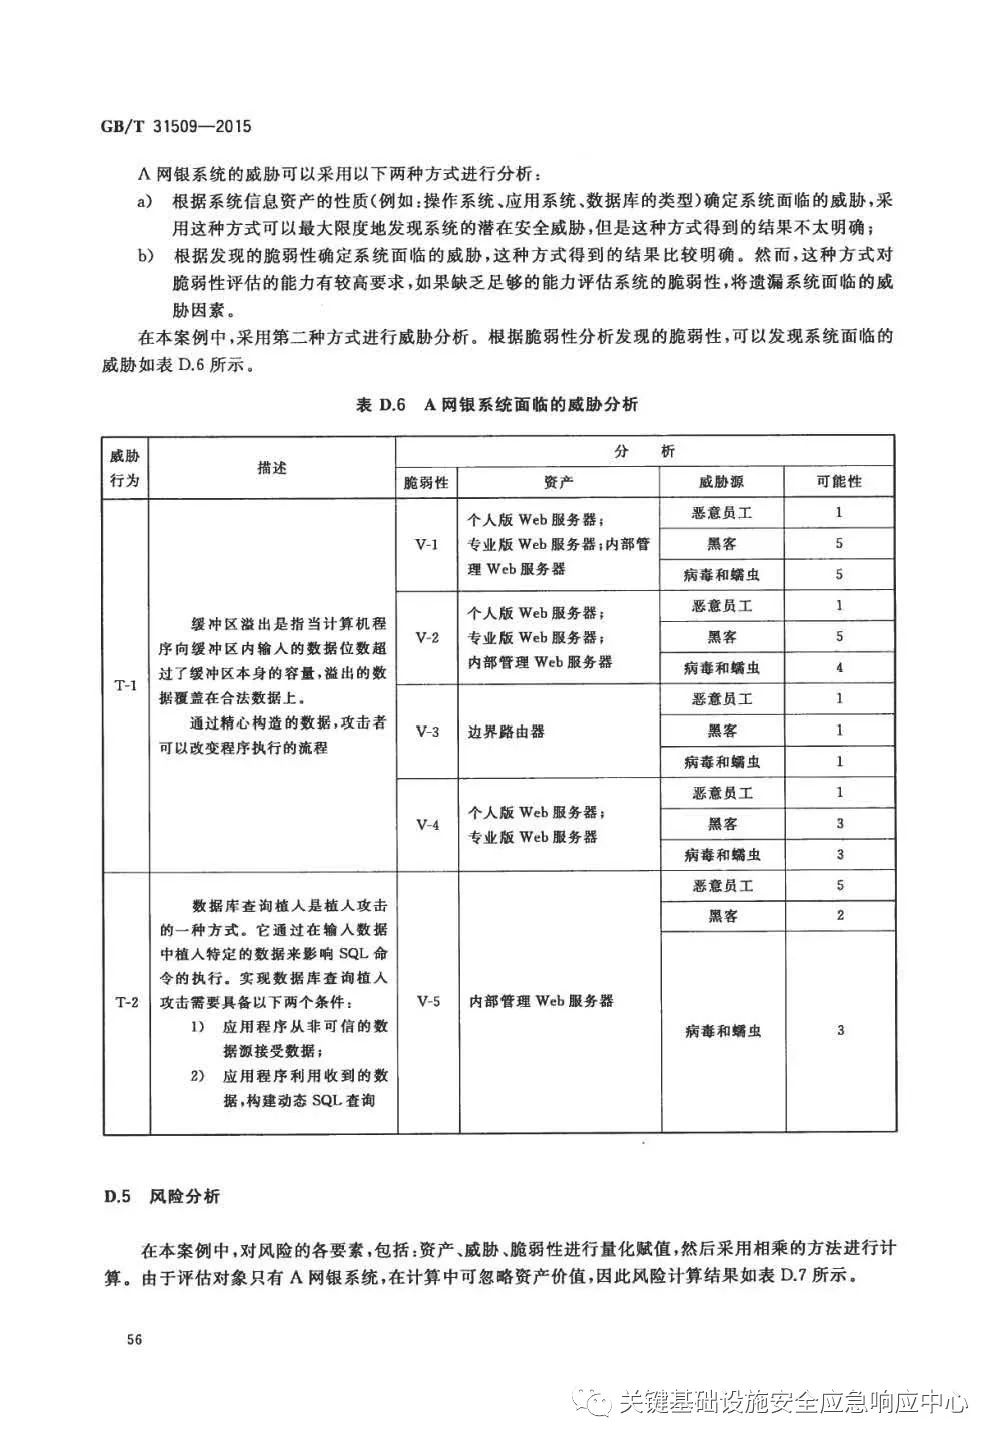 GB/T 31509—2015
A 网银系统的威胁可以采用以下两种方式进行分析：
a) 根据系统信息资产的性质(例如:操作系统、应用系统、数据库的类型)确定系统面临的威胁,采
用这种方式可以最大限度地发现系统的潜在安全威胁,但是这种方式得到的结果不太明确；
b) 根据发现的脆弱性确定系统面临的威胁,这种方式得到的结果比较明确。然而,这种方式对
脆弱性评估的能力有较高要求,如果缺乏足够的能力评估系统的脆弱性,将遗漏系统面临的威
胁因素。
在本案例中,采用第二种方式进行威胁分析。根据脆弱性分析发现的脆弱性,可以发现系统面临的
威胁如表 D.6 所示。
表 D.6 A 网银系统面临的威胁分析
威胁
行为
描述
分 析
脆弱性 资产 威胁源 可能性
T-1
缓冲区溢出是指当计算机程
序向缓冲区内输入的数据位数超
过了缓冲区本身的容量,溢出的数
据覆盖在合法数据上。
通过精心构造的数据,攻击者
可以改变程序执行的流程
V-1
个人版 Web 服务器；
专业版 Web 服务器；内部管
理 Web 服务器
恶意员工 1
黑客 5
病毒和蠕虫 5
V-2
个人版 Web 服务器；
专业版 Web 服务器；
内部管理 Web 服务器
恶意员工 1
黑客 5
病毒和蠕虫 4
V-3
边界路由器
恶意员工 1
黑客 1
病毒和蠕虫 1
V-4
个人版 Web 服务器；
专业版 Web 服务器
恶意员工 1
黑客 3
病毒和蠕虫 3
T-2
数据库查询植入是植入攻击
的一种方式。它通过在输入数据
中植入特定的数据来影响 SQL 命
令的执行。实现数据库查询植入
攻击需要具备以下两个条件：
1) 应用程序从非可信的数
据源接受数据；
2) 应用程序利用收到的数
据,构建动态 SQL 查询
V-5
内部管理 Web 服务器
恶意员工 5
黑客 2
病毒和蠕虫 3
D.5 风险分析
在本案例中,对风险的各要素,包括:资产、威胁、脆弱性进行量化赋值,然后采用相乘的方法进行计
算。由于评估对象只有 A 网银系统,在计算中可忽略资产价值,因此风险计算结果如表 D.7 所示。
56
关键基础设施安全应急响应中心